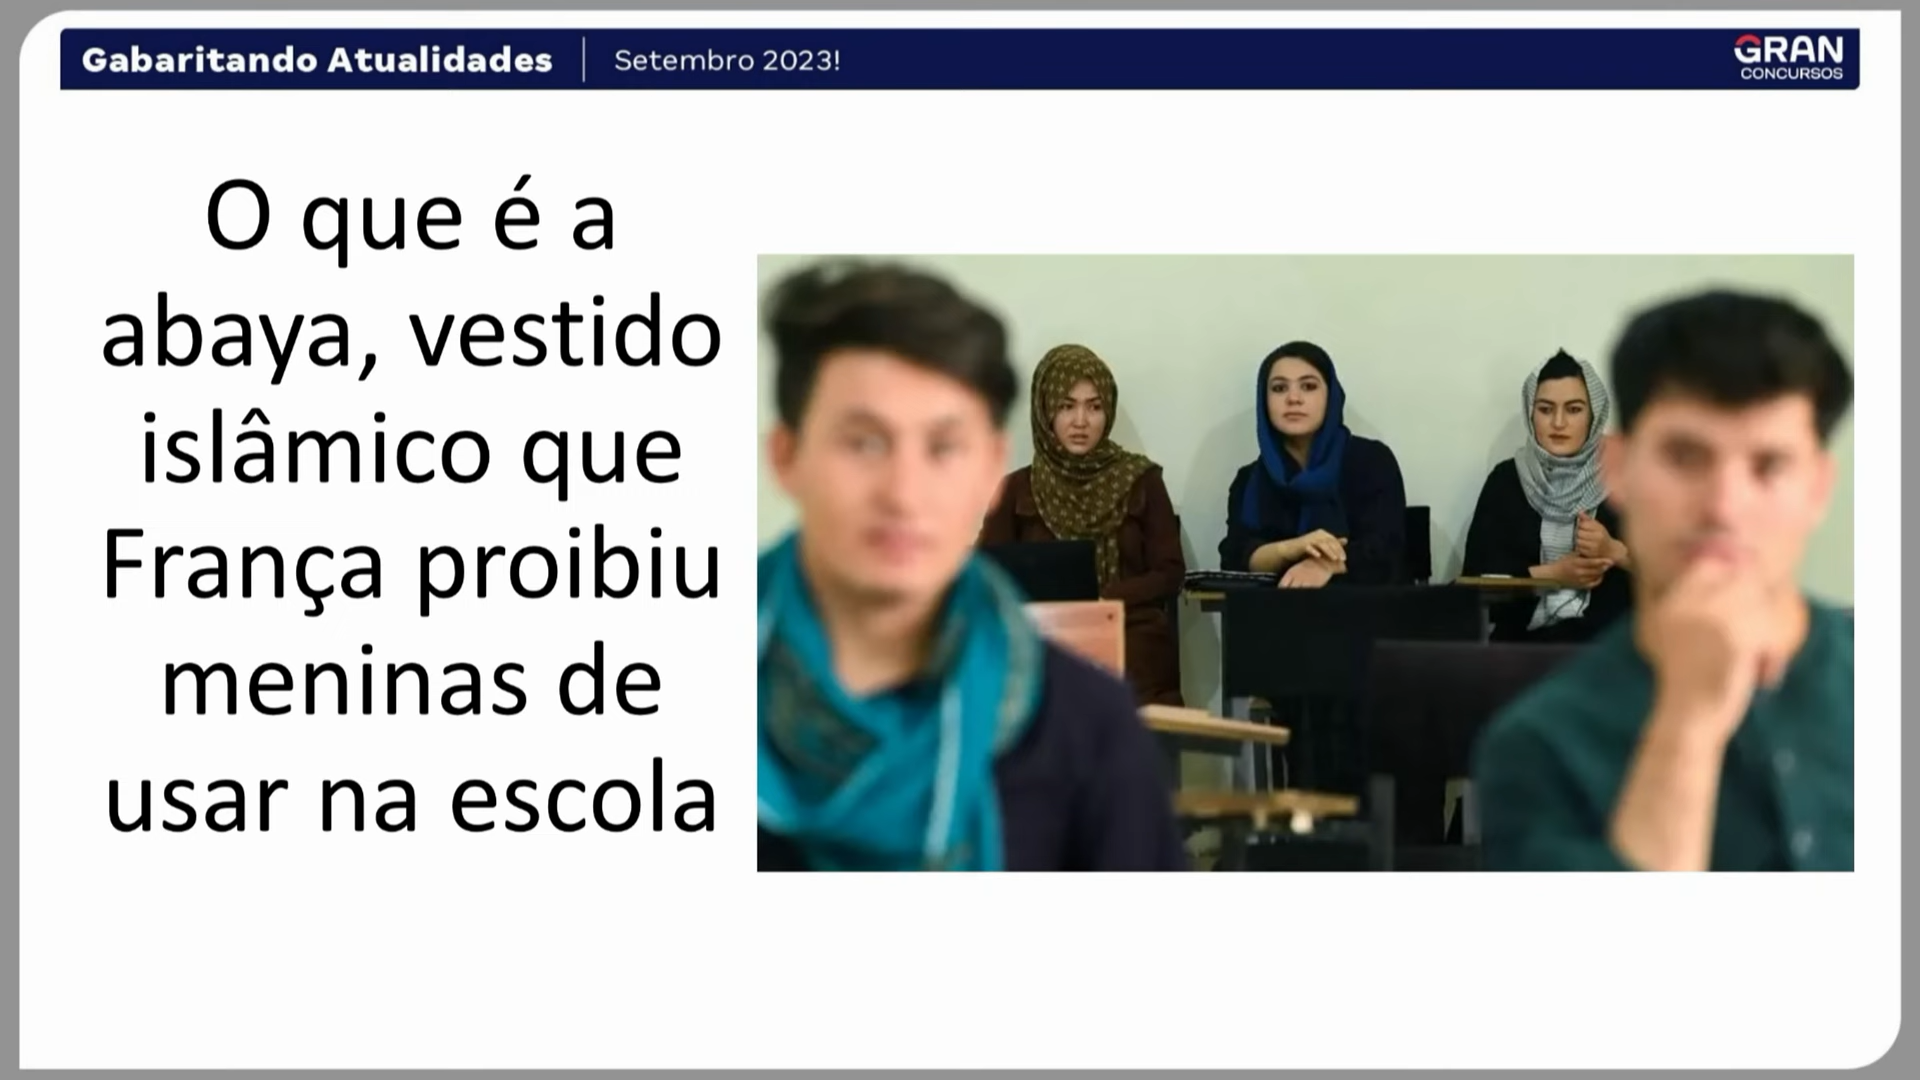 Gabaritando Atualidades
Setembro 2023!
GRAN
CONCURSOS
O que é a
abaya, vestido
islâmico que
França proibiu
meninas de
usar na escola